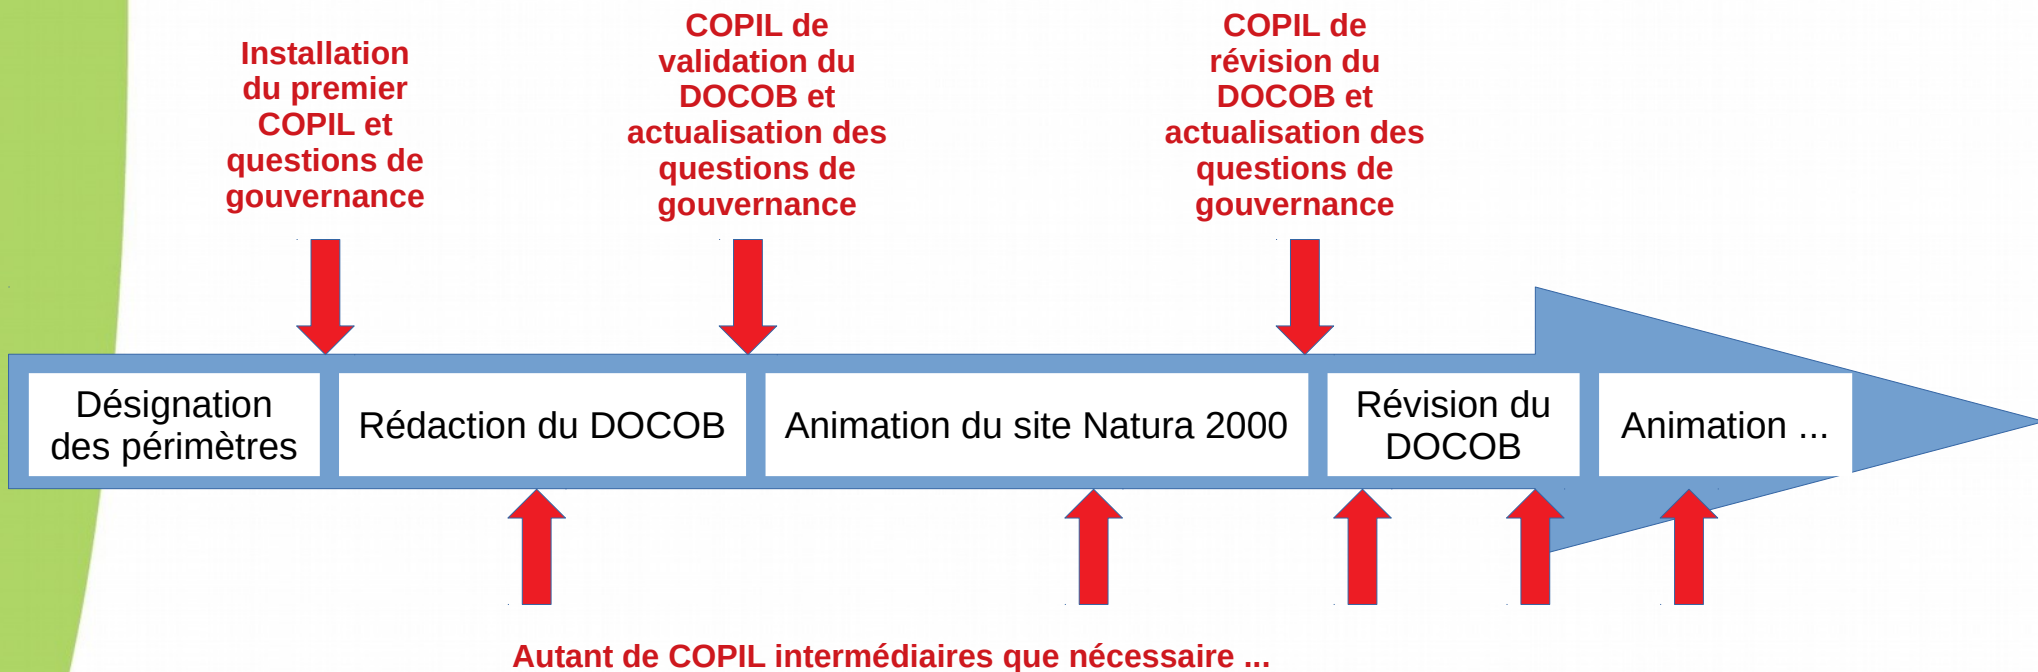 Installation
du premier
COPIL et
questions de
gouvernance
COPIL de
validation du
DOCOB et
actualisation des
questions de
gouvernance
COPIL de
révision du
DOCOB et
actualisation des
questions de
gouvernance
Désignation
des périmètres
Rédaction du DOCOB
Animation du site Natura 2000
Révision du
DOCOB
Animation ...
Autant de COPIL intermédiaires que nécessaire ...